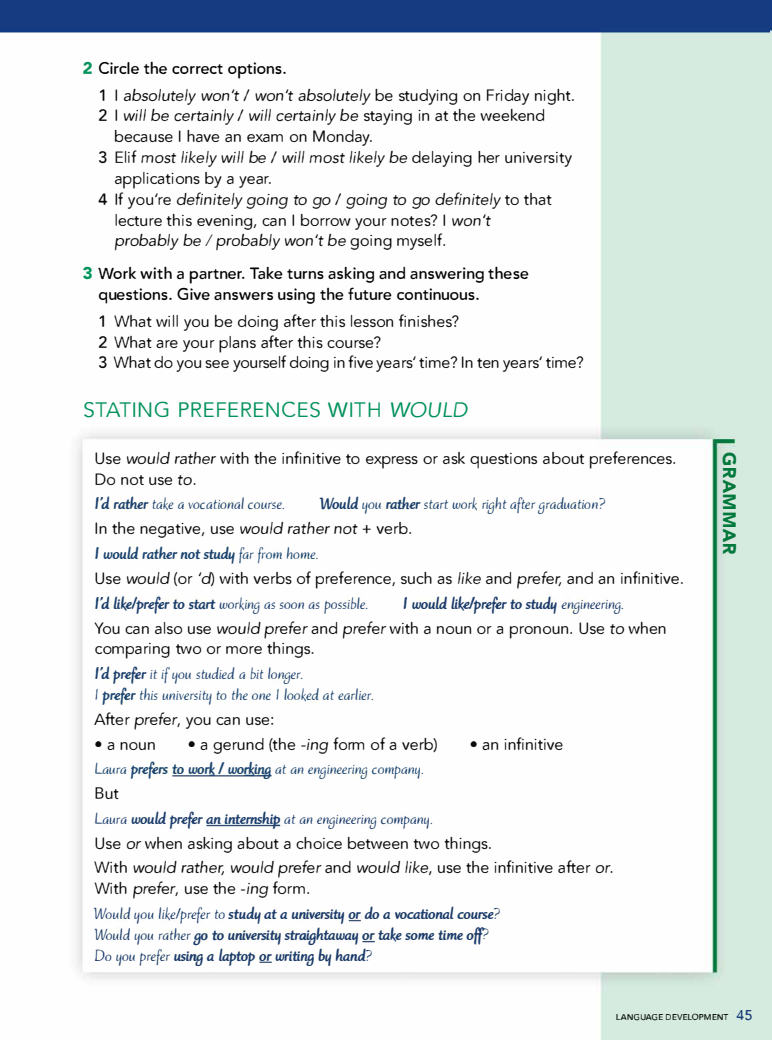 2 Circle the correct options.
1 I absolutely won't / won't absolutely be studying on Friday night.
2 I will be certainly / will certainly be staying in at the weekend
because I have an exam on Monday.
3 Elif most likely will be / will most likely be delaying her university
applications by a year.
4 If you're definitely going to go / going to go definitely to that
lecture this evening, can I borrow your notes? I won't
probably be / probably won't be going myself.
3 Work with a partner. Take turns asking and answering these
questions. Give answers using the future continuous.
1 What will you be doing after this lesson finishes?
2 What are your plans after this course?
3 What do you see yourself doing in five years' time? In ten years' time?
STATING PREFERENCES WITH WOULD
GRAMMAR
Use would rather with the infinitive to express or ask questions about preferences.
Do not use to.
I'd rather take a vocational course. Would you rather start work right after graduation?
In the negative, use would rather not + verb.
I would rather not study far from home.
Use would (or 'd) with verbs of preference, such as like and prefer, and an infinitive.
I'd like/prefer to start working as soon as possible. I would like/prefer to study engineering.
You can also use would prefer and prefer with a noun or a pronoun. Use to when
comparing two or more things.
I'd prefer it if you studied a bit longer.
I prefer this university to the one I looked at earlier.
After prefer, you can use:
• a noun • a gerund (the -ing form of a verb) • an infinitive
Laura prefers to work / working at an engineering company.
But
Laura would prefer an internship at an engineering company.
Use or when asking about a choice between two things.
With would rather, would prefer and would like, use the infinitive after or.
With prefer, use the -ing form.
Would you like/prefer to study at a university or do a vocational course?
Would you rather go to university straightaway or take some time off?
Do you prefer using a laptop or writing by hand?
LANGUAGE DEVELOPMENT 45